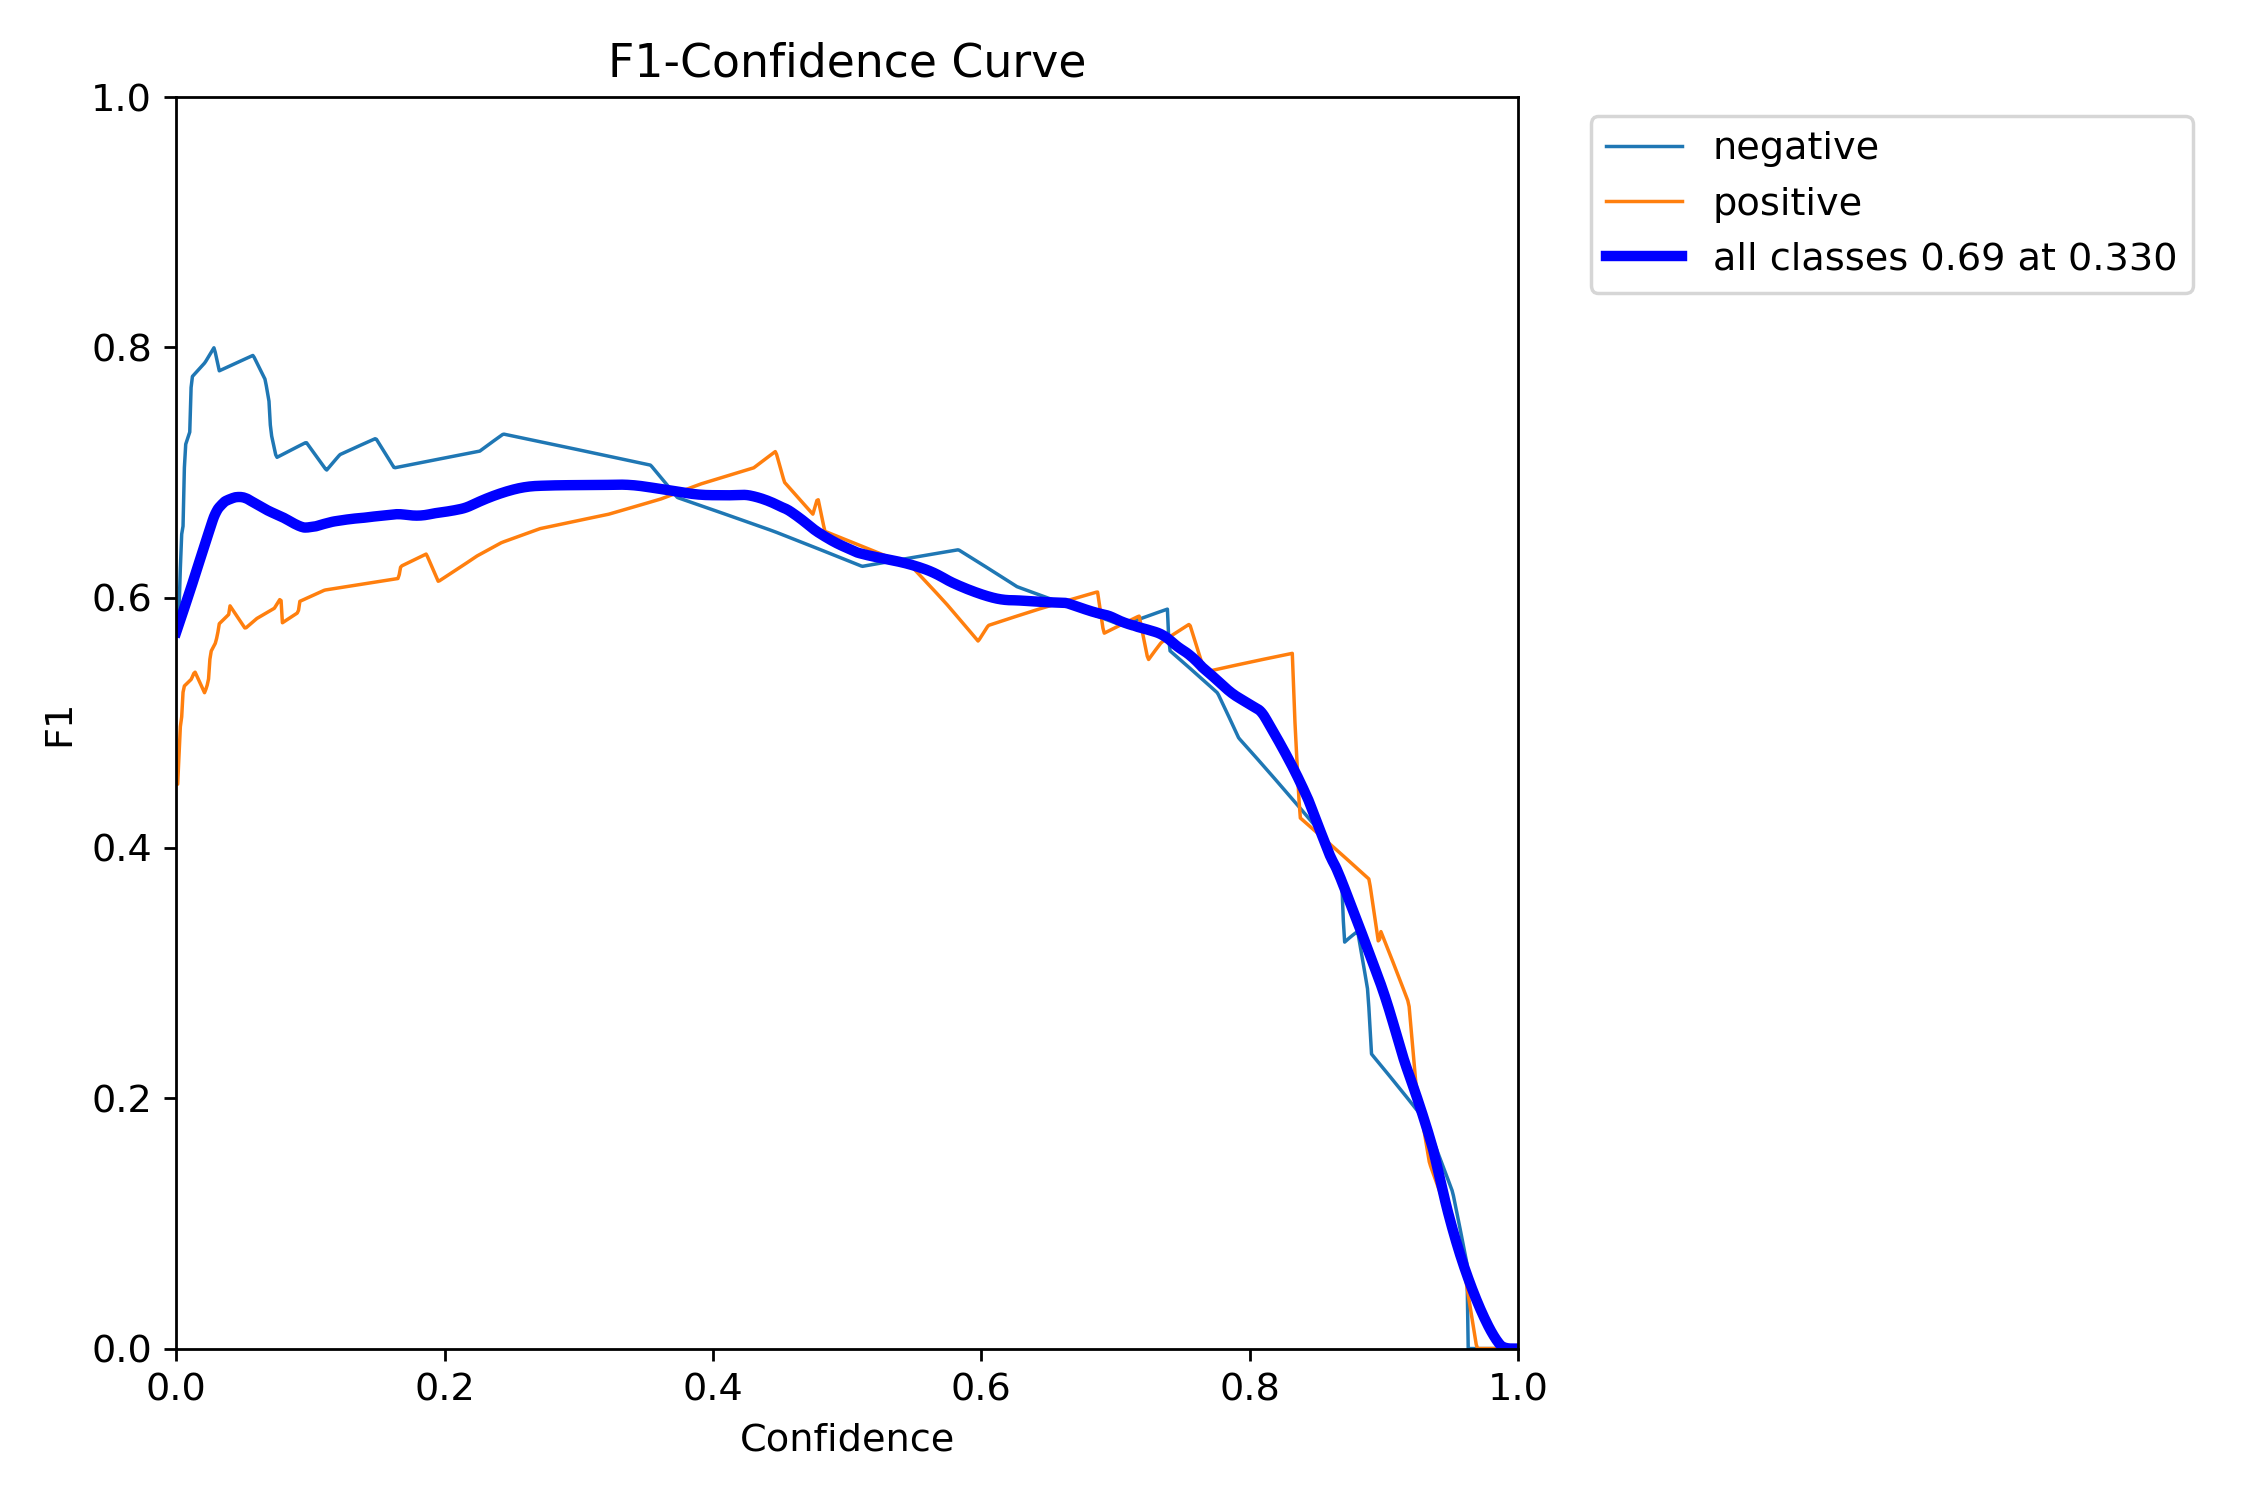 F1-Confidence Curve
1.0
0.8
0.6
0.4
0.2
0.0
F1
0.0 0.2 0.4 0.6 0.8 1.0
Confidence
negative
positive
all classes 0.69 at 0.330